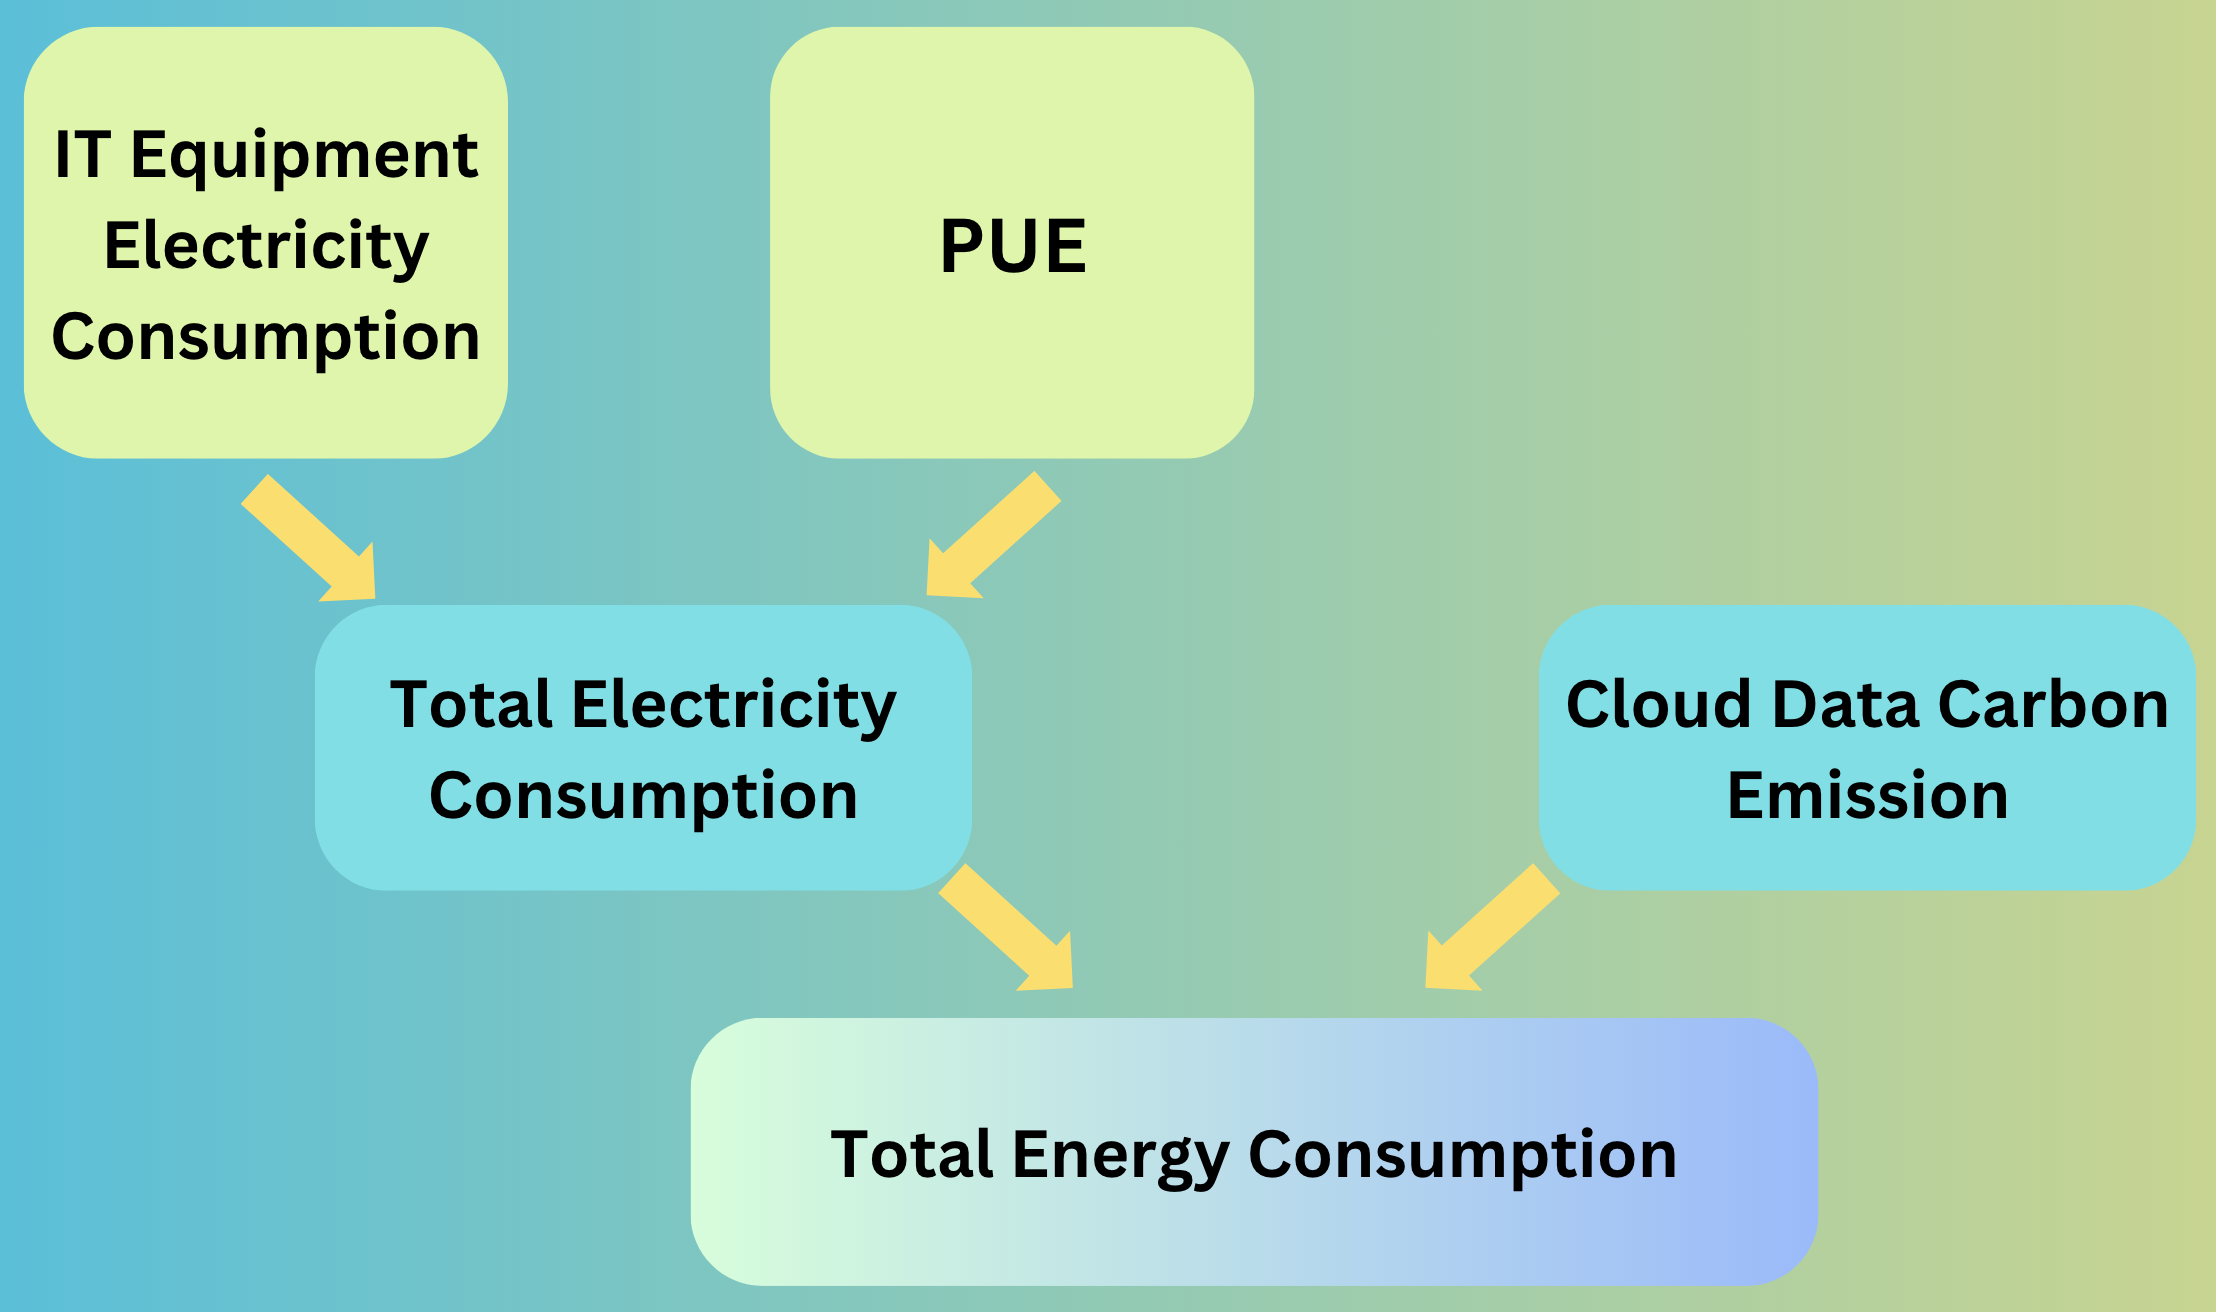 IT Equipment
Electricity
Consumption
PUE
Total Electricity
Consumption
Cloud Data Carbon
Emission
Total Energy Consumption